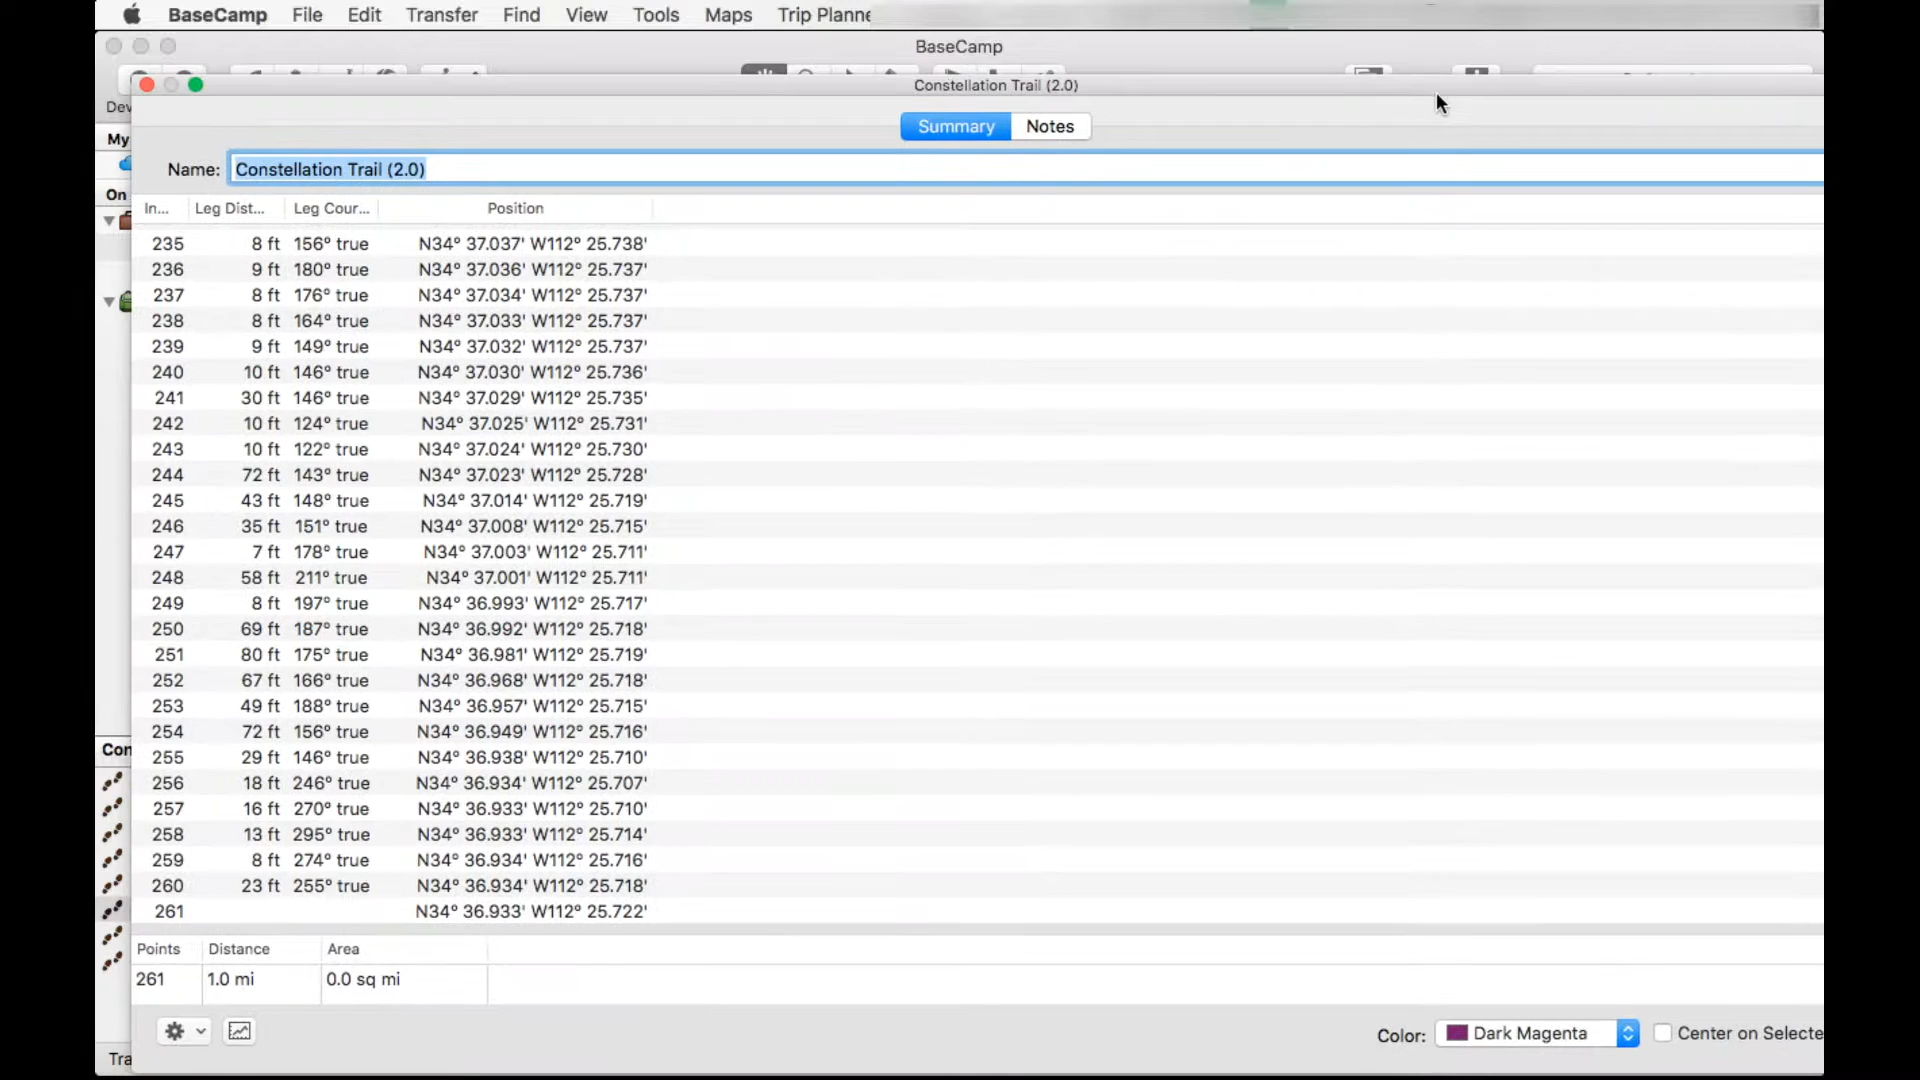 BaseCamp File Edit Transfer Find View Tools Maps Trip Planne
BaseCamp
Constellation Trail (2.0)
Dev
Summary Notes
My
Name: Constellation Trail (2.0)
On
In... Leg Dist... Leg Cour... Position
235 8 ft 156° true N34° 37.037' W112° 25.738'
236 9 ft 180° true N34° 37.036' W112° 25.737'
237 8 ft 176° true N34° 37.034' W112° 25.737'
238 8 ft 164° true N34° 37.033' W112° 25.737'
239 9 ft 149° true N34° 37.032' W112° 25.737'
240 10 ft 146° true N34° 37.030' W112° 25.736'
241 30 ft 146° true N34° 37.029' W112° 25.735'
242 10 ft 124° true N34° 37.025' W112° 25.731'
243 10 ft 122° true N34° 37.024' W112° 25.730'
244 72 ft 143° true N34° 37.023' W112° 25.728'
245 43 ft 148° true N34° 37.014' W112° 25.719'
246 35 ft 151° true N34° 37.008' W112° 25.715'
247 7 ft 178° true N34° 37.003' W112° 25.711'
248 58 ft 211° true N34° 37.001' W112° 25.711'
249 8 ft 197° true N34° 36.993' W112° 25.717'
250 69 ft 187° true N34° 36.992' W112° 25.718'
251 80 ft 175° true N34° 36.981' W112° 25.719'
252 67 ft 166° true N34° 36.968' W112° 25.718'
253 49 ft 188° true N34° 36.957' W112° 25.715'
254 72 ft 156° true N34° 36.949' W112° 25.716'
Con
255 29 ft 146° true N34° 36.938' W112° 25.710'
256 18 ft 246° true N34° 36.934' W112° 25.707'
257 16 ft 270° true N34° 36.933' W112° 25.710'
258 13 ft 295° true N34° 36.933' W112° 25.714'
259 8 ft 274° true N34° 36.934' W112° 25.716'
260 23 ft 255° true N34° 36.934' W112° 25.718'
261 N34° 36.933' W112° 25.722'
Points Distance Area
261 1.0 mi 0.0 sq mi
Color: Dark Magenta Center on Selecte
Tra